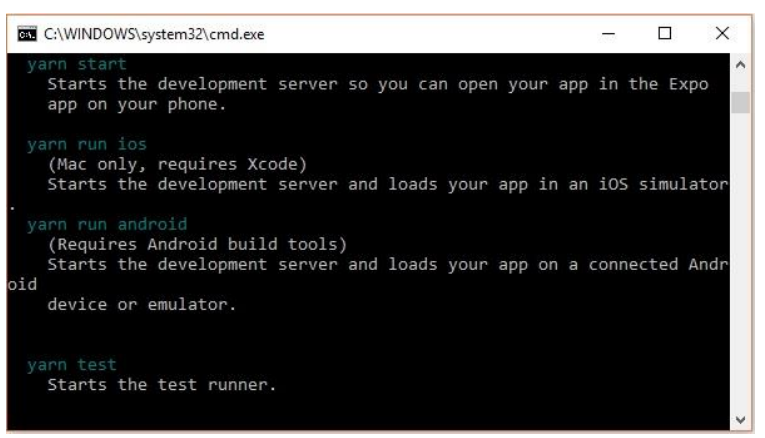 C:\WINDOWS\system32\cmd.exe
yarn start
Starts the development server so you can open your app in the Expo
app on your phone.
yarn run ios
(Mac only, requires Xcode)
Starts the development server and loads your app in an iOS simulator
.
yarn run android
(Requires Android build tools)
Starts the development server and loads your app on a connected Andr
oid
device or emulator.
yarn test
Starts the test runner.